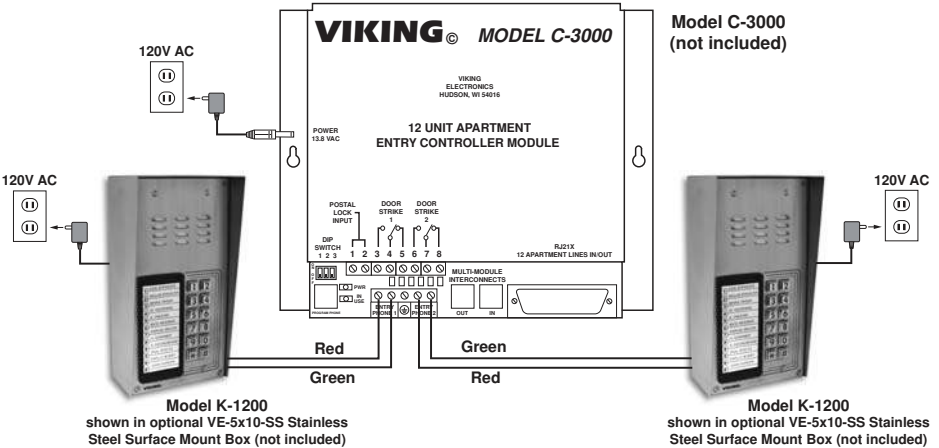 VIKING© MODEL C-3000
Model C-3000
(not included)
120V AC
VIKING
ELECTRONICS
HUDSON, WI 54016
POWER
13.8 VAC
12 UNIT APARTMENT
ENTRY CONTROLLER MODULE
120V AC
120V AC
POSTAL
LOCK
INPUT
DOOR
STRIKE
1
DOOR
STRIKE
2
DIP
SWITCH
1 2 3
1 2 3 4 5 6 7 8
RJ21X
12 APARTMENT LINES IN/OUT
MULTI-MODULE
INTERCONNECTS
PWR
IN
USE
PROGRAM PHONE
ENTRY
PHONE 1
ENTRY
PHONE 2
OUT
IN
Red
Green
Green
Red
VIKING
VIKING
Model K-1200
shown in optional VE-5x10-SS Stainless
Steel Surface Mount Box (not included)
Model K-1200
shown in optional VE-5x10-SS Stainless
Steel Surface Mount Box (not included)